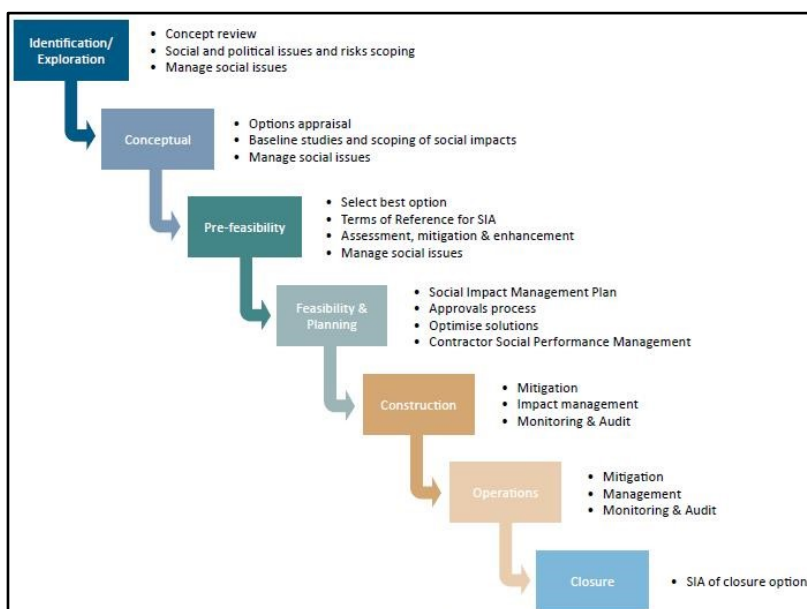 Identification/
Exploration
• Concept review
• Social and political issues and risks scoping
• Manage social issues
Conceptual
• Options appraisal
• Baseline studies and scoping of social impacts
• Manage social issues
Pre-feasibility
• Select best option
• Terms of Reference for SIA
• Assessment, mitigation & enhancement
• Manage social issues
Feasibility &
Planning
• Social Impact Management Plan
• Approvals process
• Optimise solutions
• Contractor Social Performance Management
Construction
• Mitigation
• Impact management
• Monitoring & Audit
Operations
• Mitigation
• Management
• Monitoring & Audit
Closure
• SIA of closure option